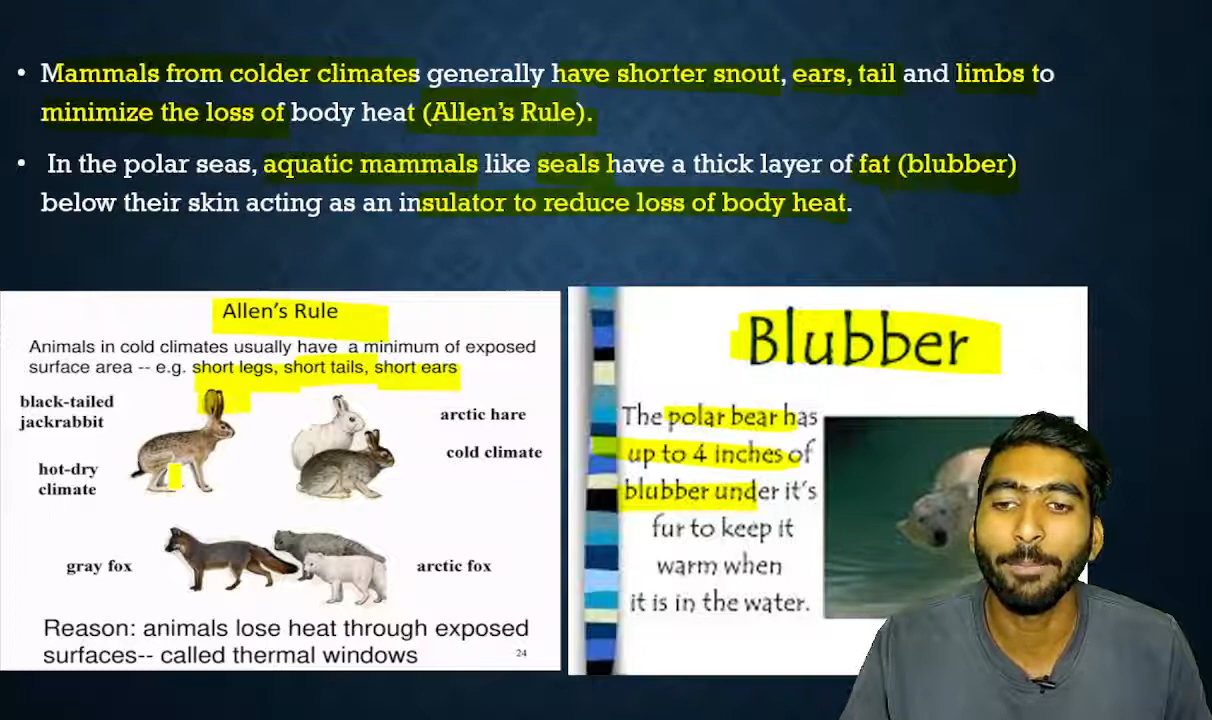 • Mammals from colder climates generally have shorter snout, ears, tail and limbs to
minimize the loss of body heat (Allen's Rule).
• In the polar seas, aquatic mammals like seals have a thick layer of fat (blubber)
below their skin acting as an insulator to reduce loss of body heat.
Allen's Rule
Animals in cold climates usually have a minimum of exposed
surface area -- e.g. short legs, short tails, short ears
black-tailed
jackrabbit
arctic hare
cold climate
hot-dry
climate
gray fox
arctic fox
Reason: animals lose heat through exposed
surfaces-- called thermal windows
24
Blubber
The polar bear has
up to 4 inches of
blubber under it's
fur to keep it
warm when
it is in the water.